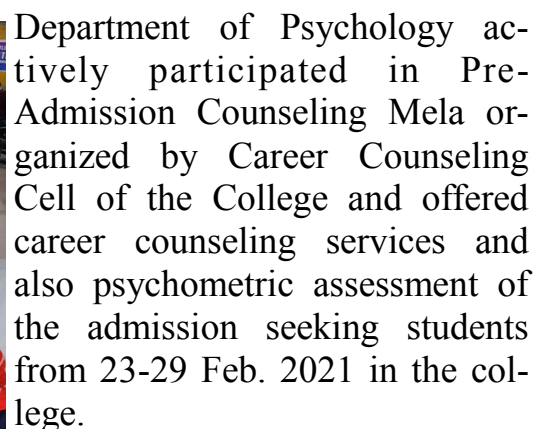 Department of Psychology ac-
tively participated in Pre-
Admission Counseling Mela or-
ganized by Career Counseling
Cell of the College and offered
career counseling services and
also psychometric assessment of
the admission seeking students
from 23-29 Feb. 2021 in the col-
lege.